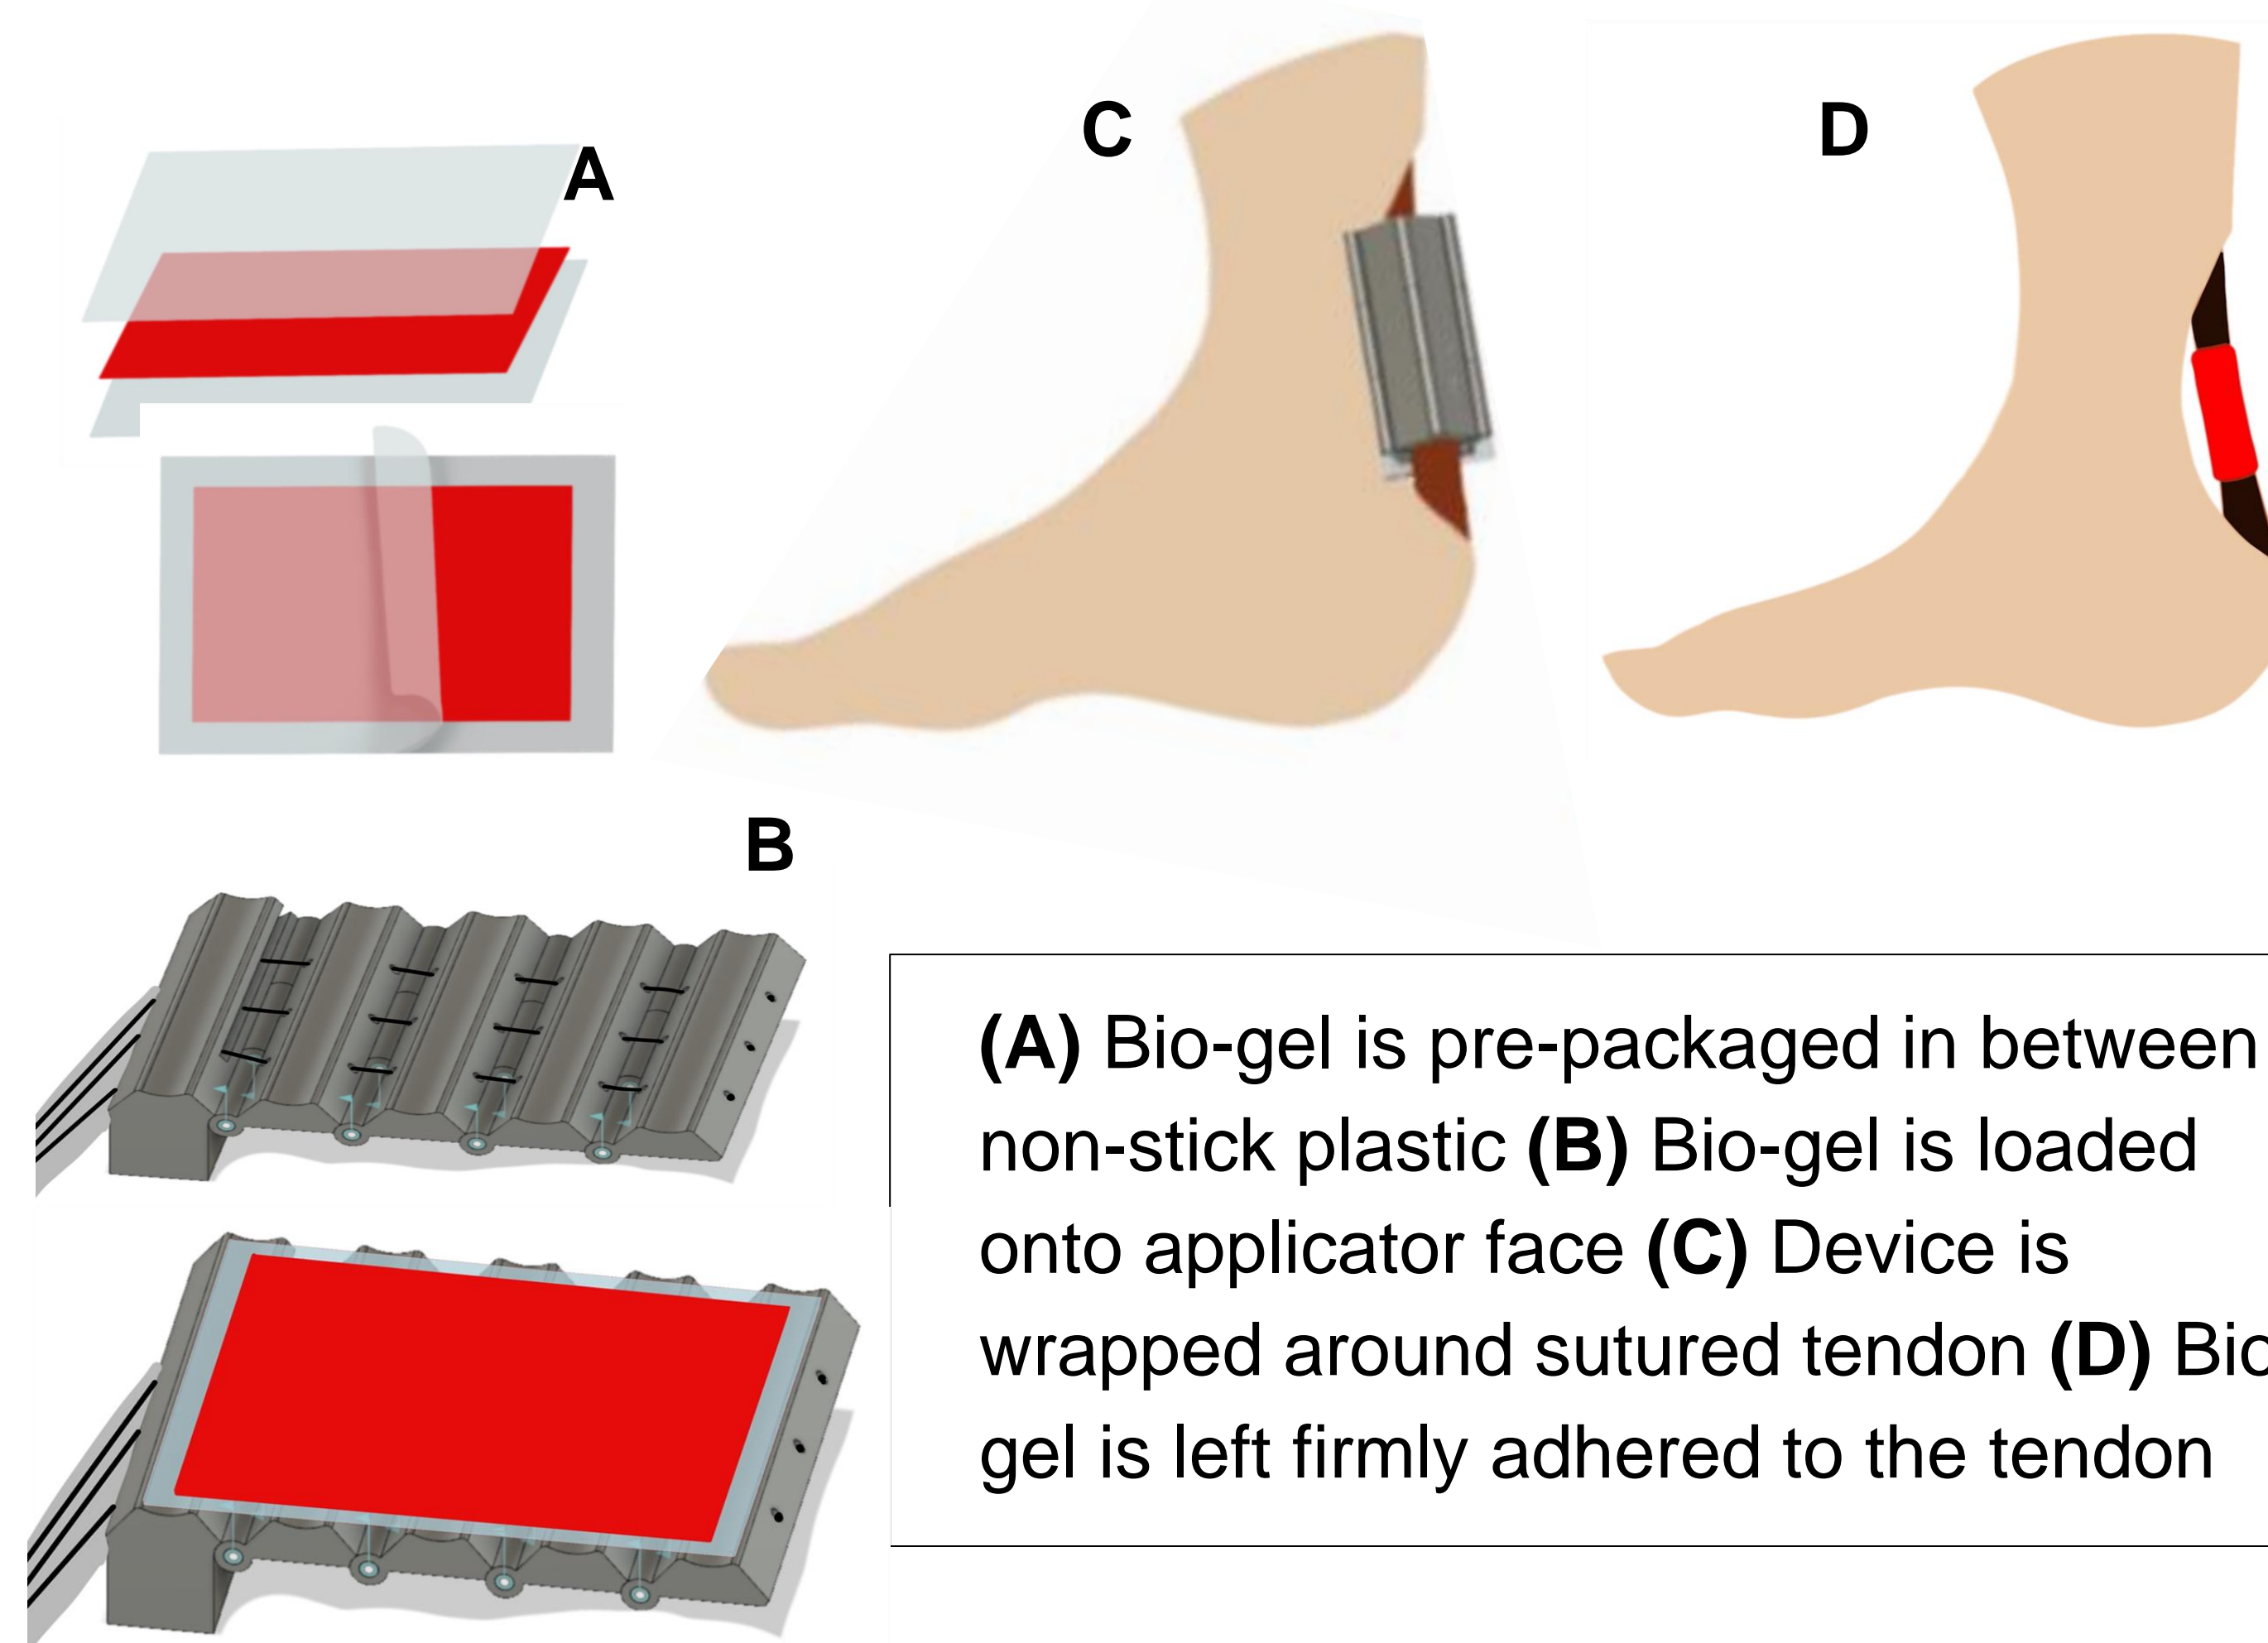 A
C
D
B
(A) Bio-gel is pre-packaged in between
non-stick plastic (B) Bio-gel is loaded
onto applicator face (C) Device is
wrapped around sutured tendon (D) Bio
gel is left firmly adhered to the tendon